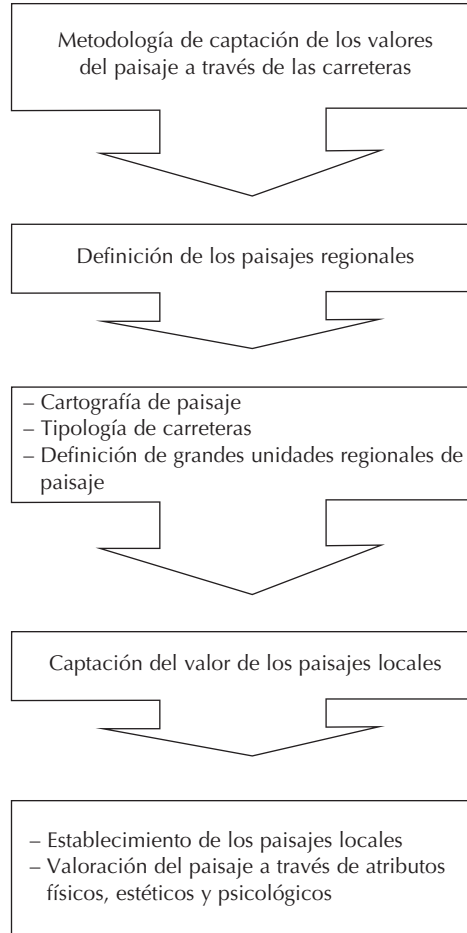 Metodología de captación de los valores
del paisaje a través de las carreteras
Definición de los paisajes regionales
– Cartografía de paisaje
– Tipología de carreteras
– Definición de grandes unidades regionales de
paisaje
Captación del valor de los paisajes locales
– Establecimiento de los paisajes locales
– Valoración del paisaje a través de atributos
físicos, estéticos y psicológicos